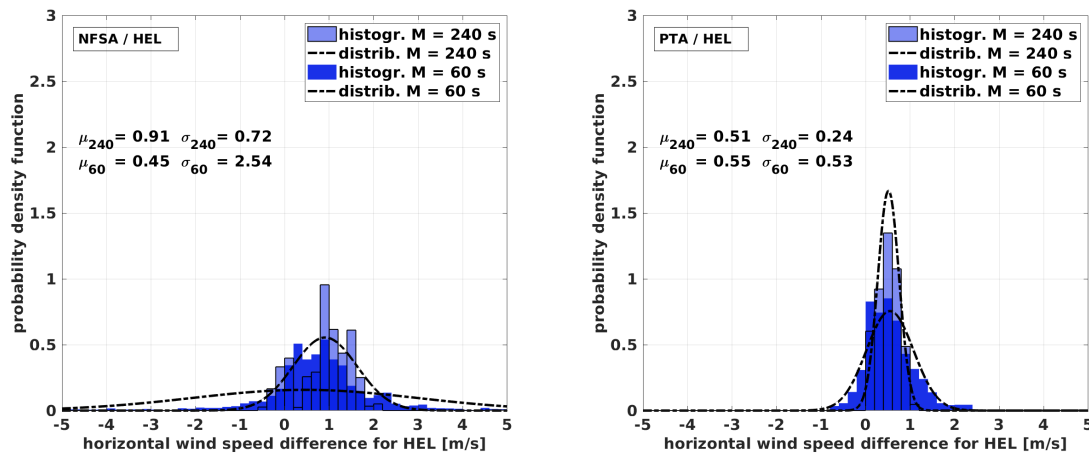 NFSA / HEL
histogr. M = 240 s
distrib. M = 240 s
histogr. M = 60 s
distrib. M = 60 s
μ240= 0.91 σ240= 0.72
μ60 = 0.45 σ60 = 2.54
probability density function
3
2.5
2
1.5
1
0.5
0
-5 -4 -3 -2 -1 0 1 2 3 4 5
horizontal wind speed difference for HEL [m/s]
PTA / HEL
histogr. M = 240 s
distrib. M = 240 s
histogr. M = 60 s
distrib. M = 60 s
μ240= 0.51 σ240= 0.24
μ60 = 0.55 σ60 = 0.53
probability density function
3
2.5
2
1.5
1
0.5
0
-5 -4 -3 -2 -1 0 1 2 3 4 5
horizontal wind speed difference for HEL [m/s]